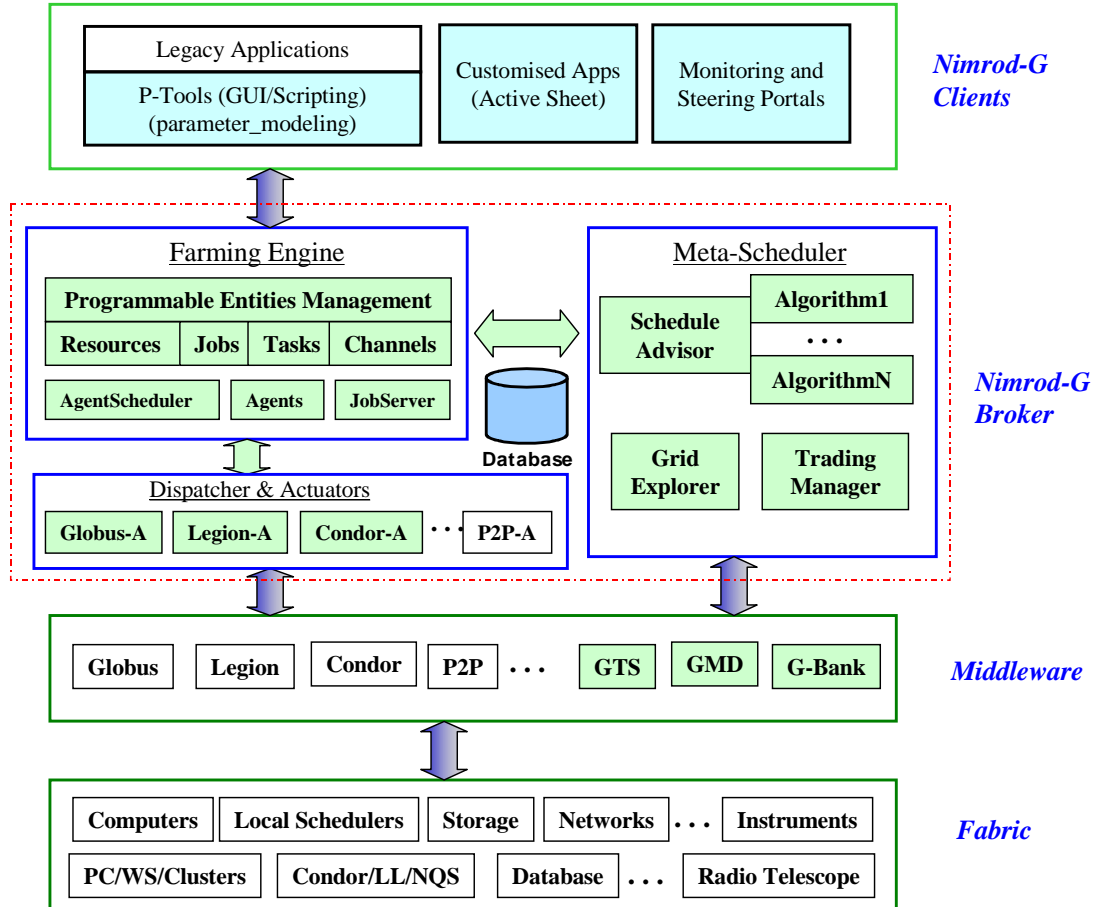 Legacy Applications
P-Tools (GUI/Scripting)
(parameter_modeling)
Customised Apps
(Active Sheet)
Monitoring and
Steering Portals
Nimrod-G
Clients
Farming Engine
Programmable Entities Management
Resources
Jobs
Tasks
Channels
AgentScheduler
Agents
JobServer
Database
Meta-Scheduler
Schedule
Advisor
Algorithm1
. . .
AlgorithmN
Grid
Explorer
Trading
Manager
Nimrod-G
Broker
Dispatcher & Actuators
Globus-A
Legion-A
Condor-A
. . .
P2P-A
Globus
Legion
Condor
P2P
. . .
GTS
GMD
G-Bank
Middleware
Computers
Local Schedulers
Storage
Networks
. . .
Instruments
Fabric
PC/WS/Clusters
Condor/LL/NQS
Database
. . .
Radio Telescope